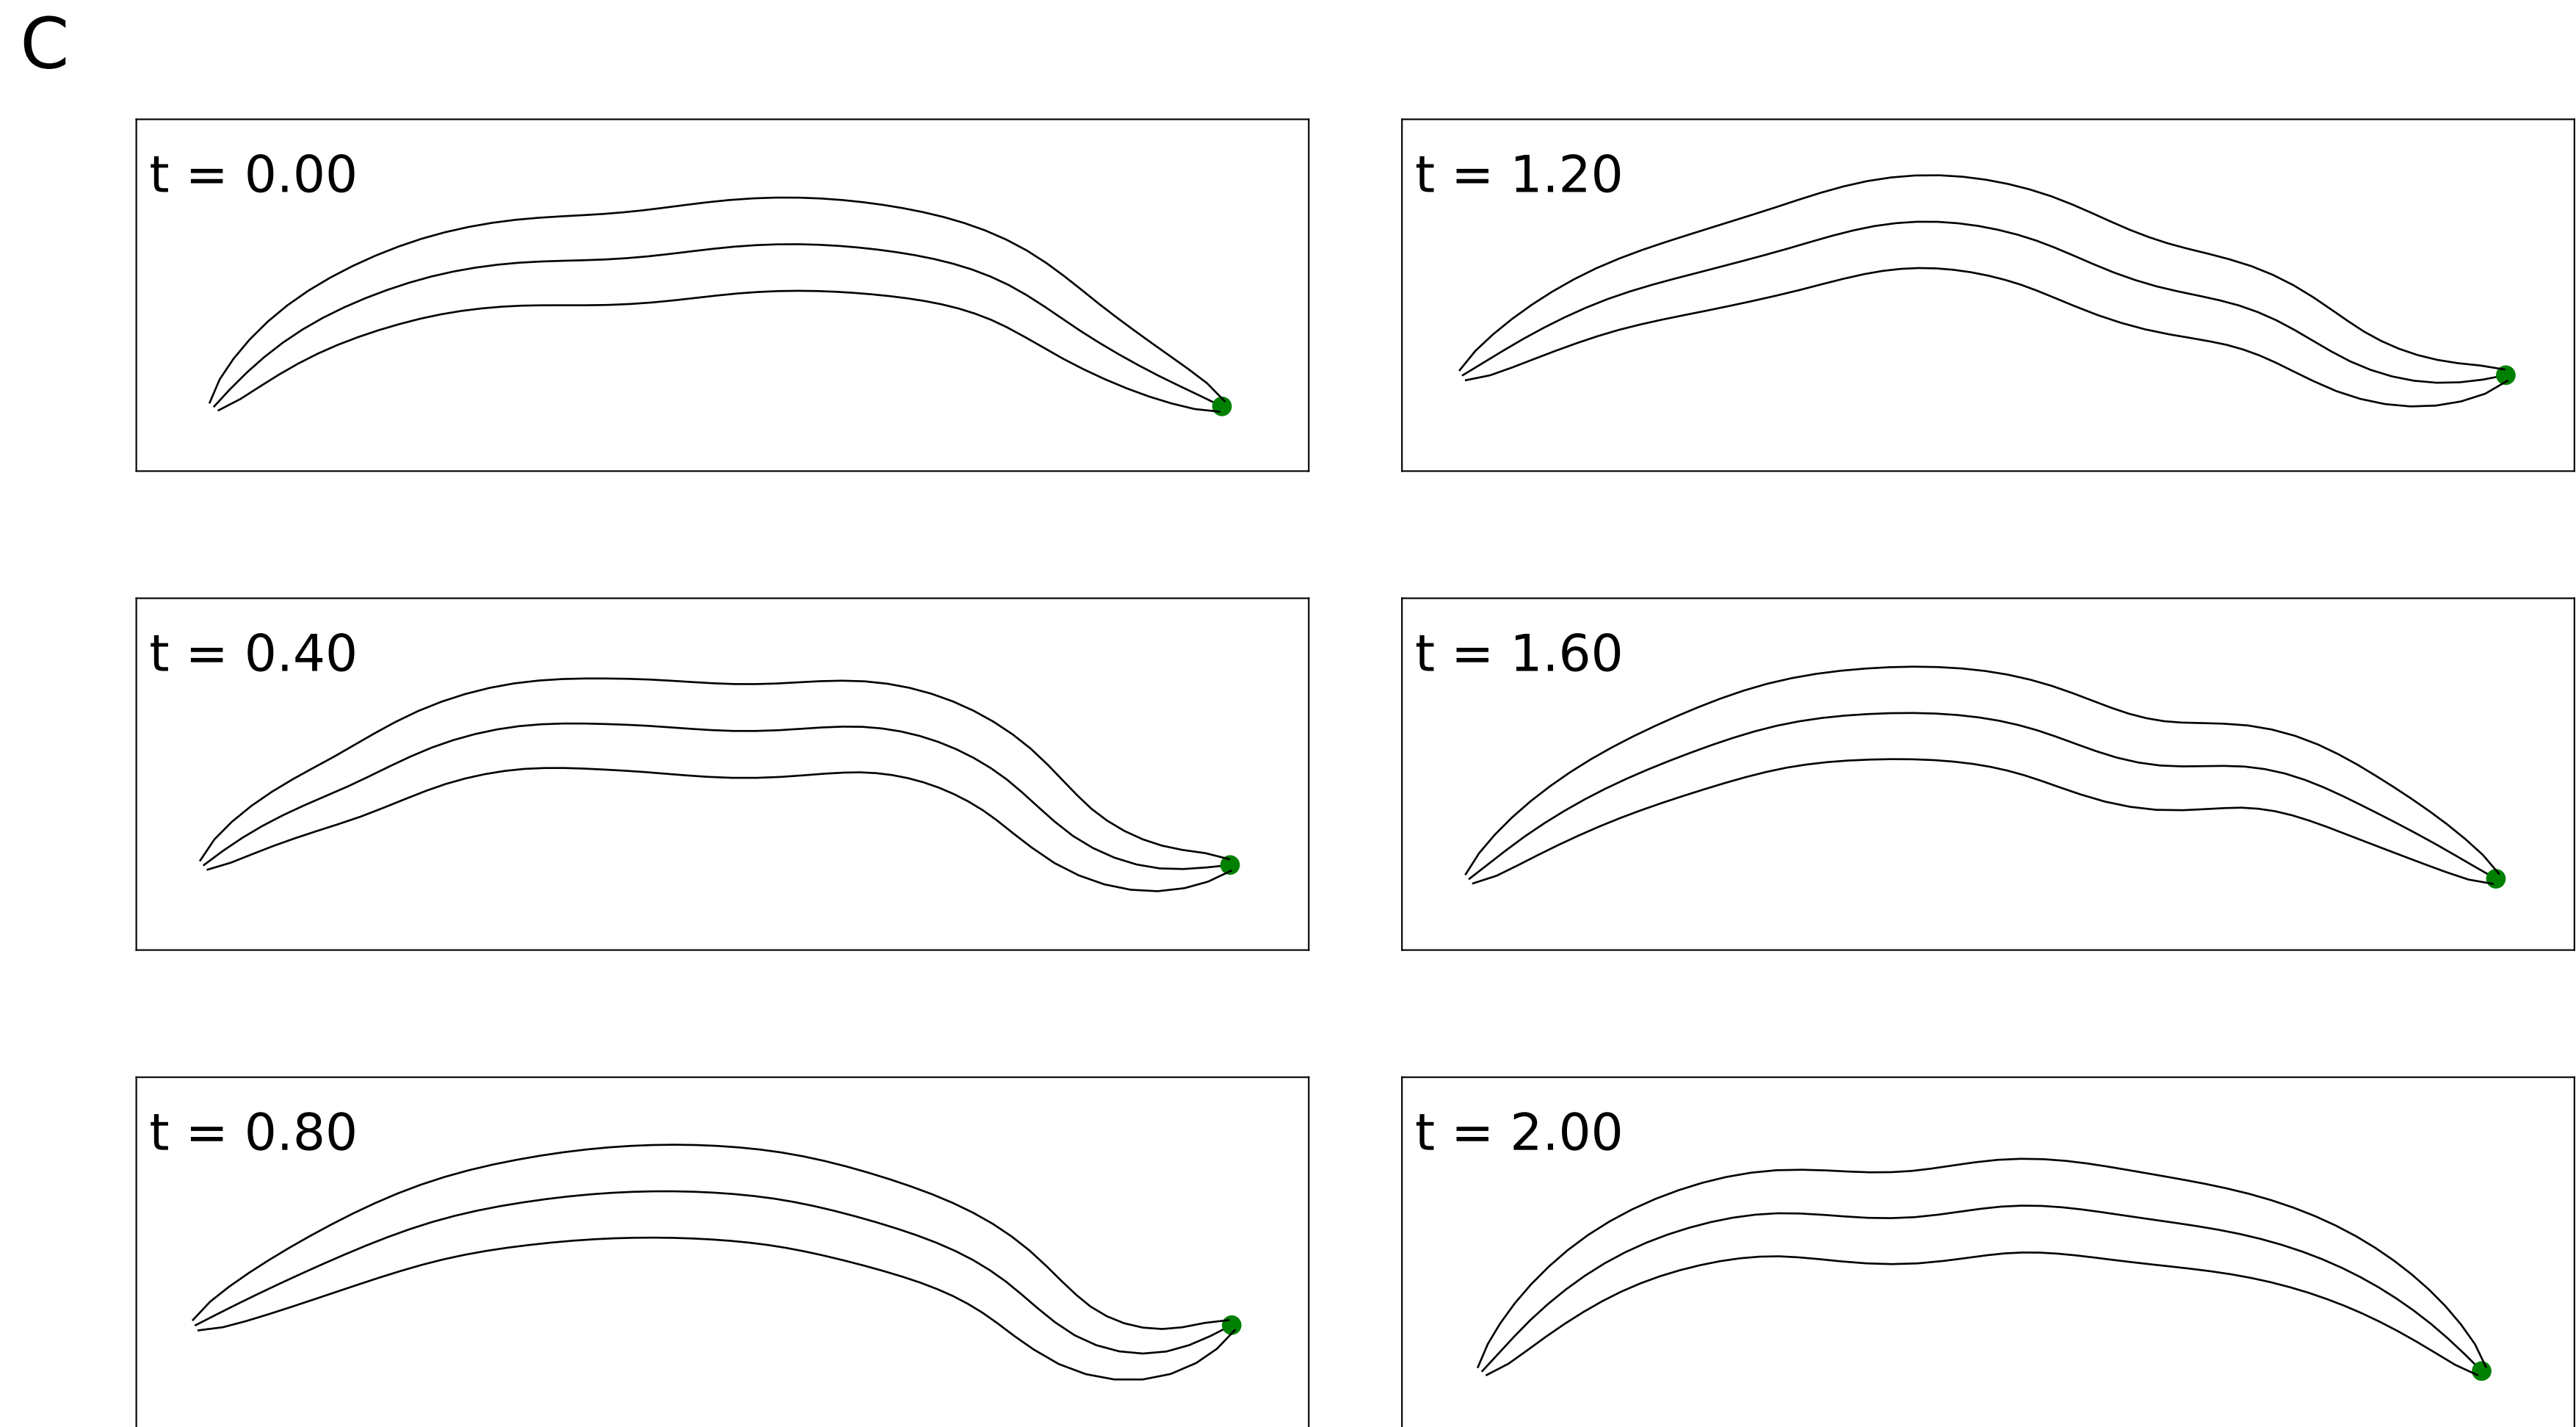 C
t = 0.00
t = 1.20
t = 0.40
t = 1.60
t = 0.80
t = 2.00